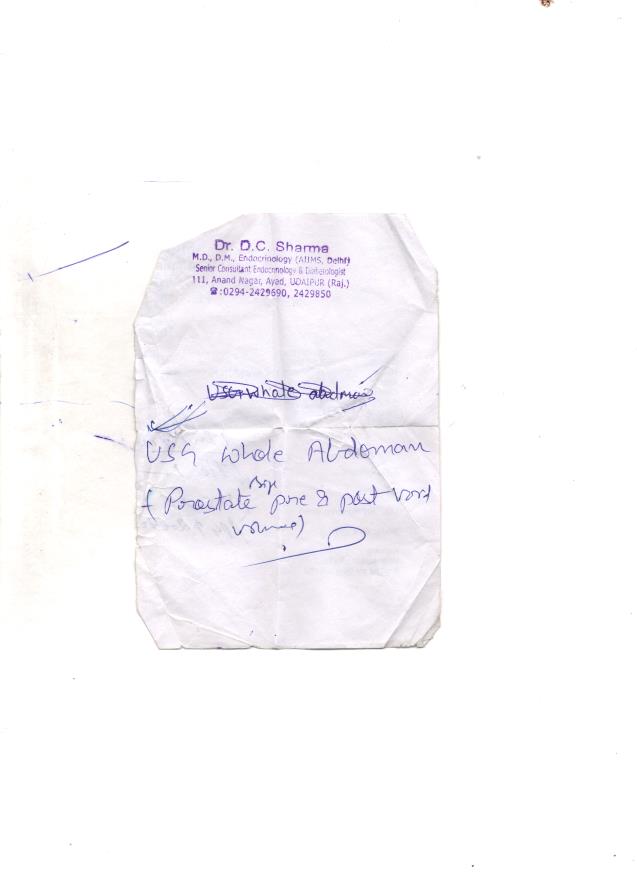 Dr. D.C. Sharma
M.D., D.M., Endocrinology (AIIMS, Delhi)
Senior Consultant Endocrinology & Diabetologist
111, Anand Nagar, Ayad, UDAIPUR (Raj.)
☎:0294-2429690, 2429850
USG whole abdomen
USG whole Abdomen
(Prostate size pre & post void
volume)